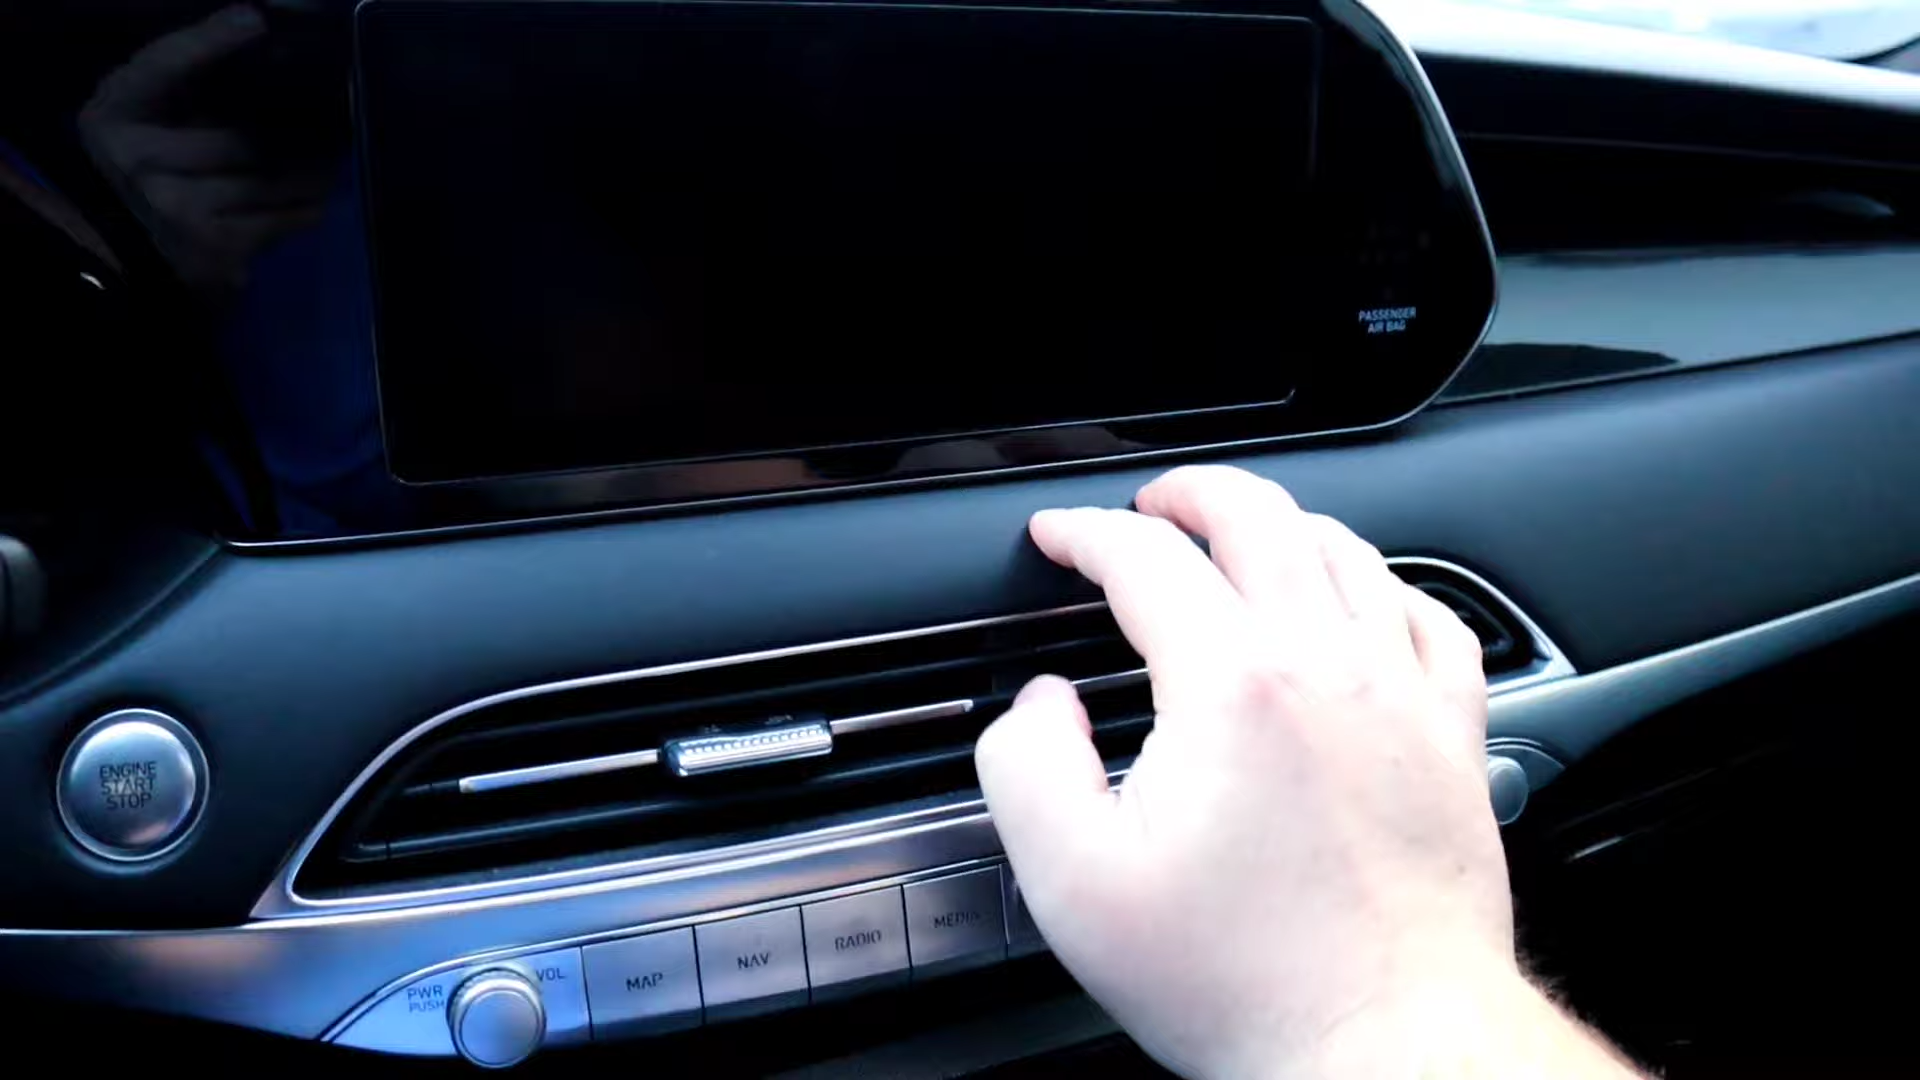 PASSENGER
AIR BAG
ENGINE
START
STOP
PWR
PUSH
VOL
MAP
NAV
RADIO
MEDIA